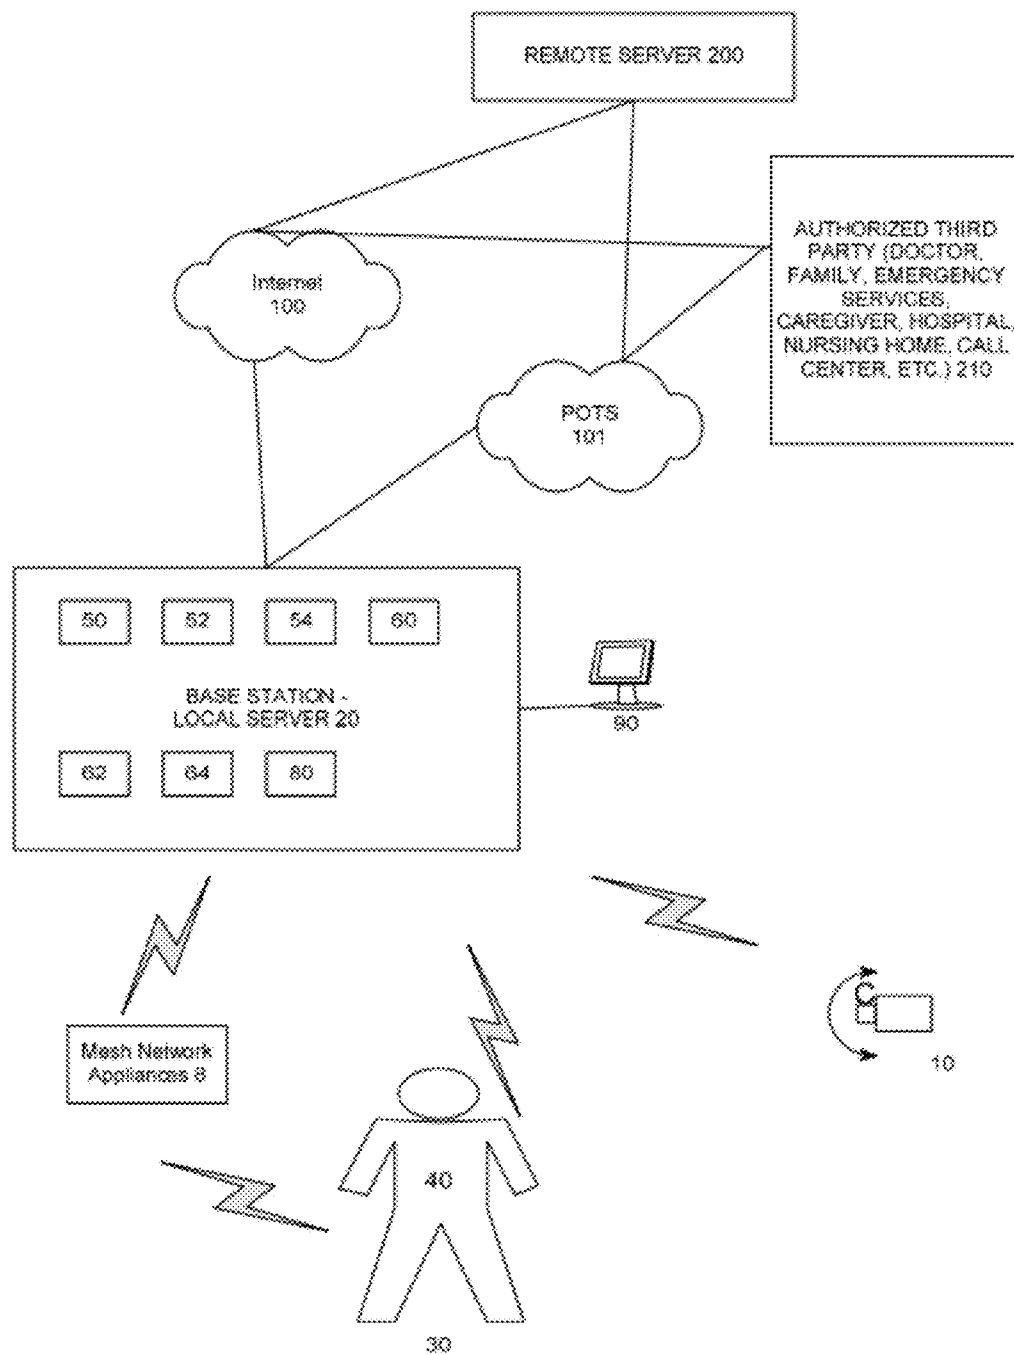 REMOTE SERVER 200
AUTHORIZED THIRD
PARTY (DOCTOR,
FAMILY, EMERGENCY
SERVICES,
CAREGIVER, HOSPITAL,
NURSING HOME, CALL
CENTER, ETC.) 210
Internet
100
POTS
101
50
52
54
60
BASE STATION -
LOCAL SERVER 20
90
62
64
80
Mesh Network
Appliances 8
C
10
40
30